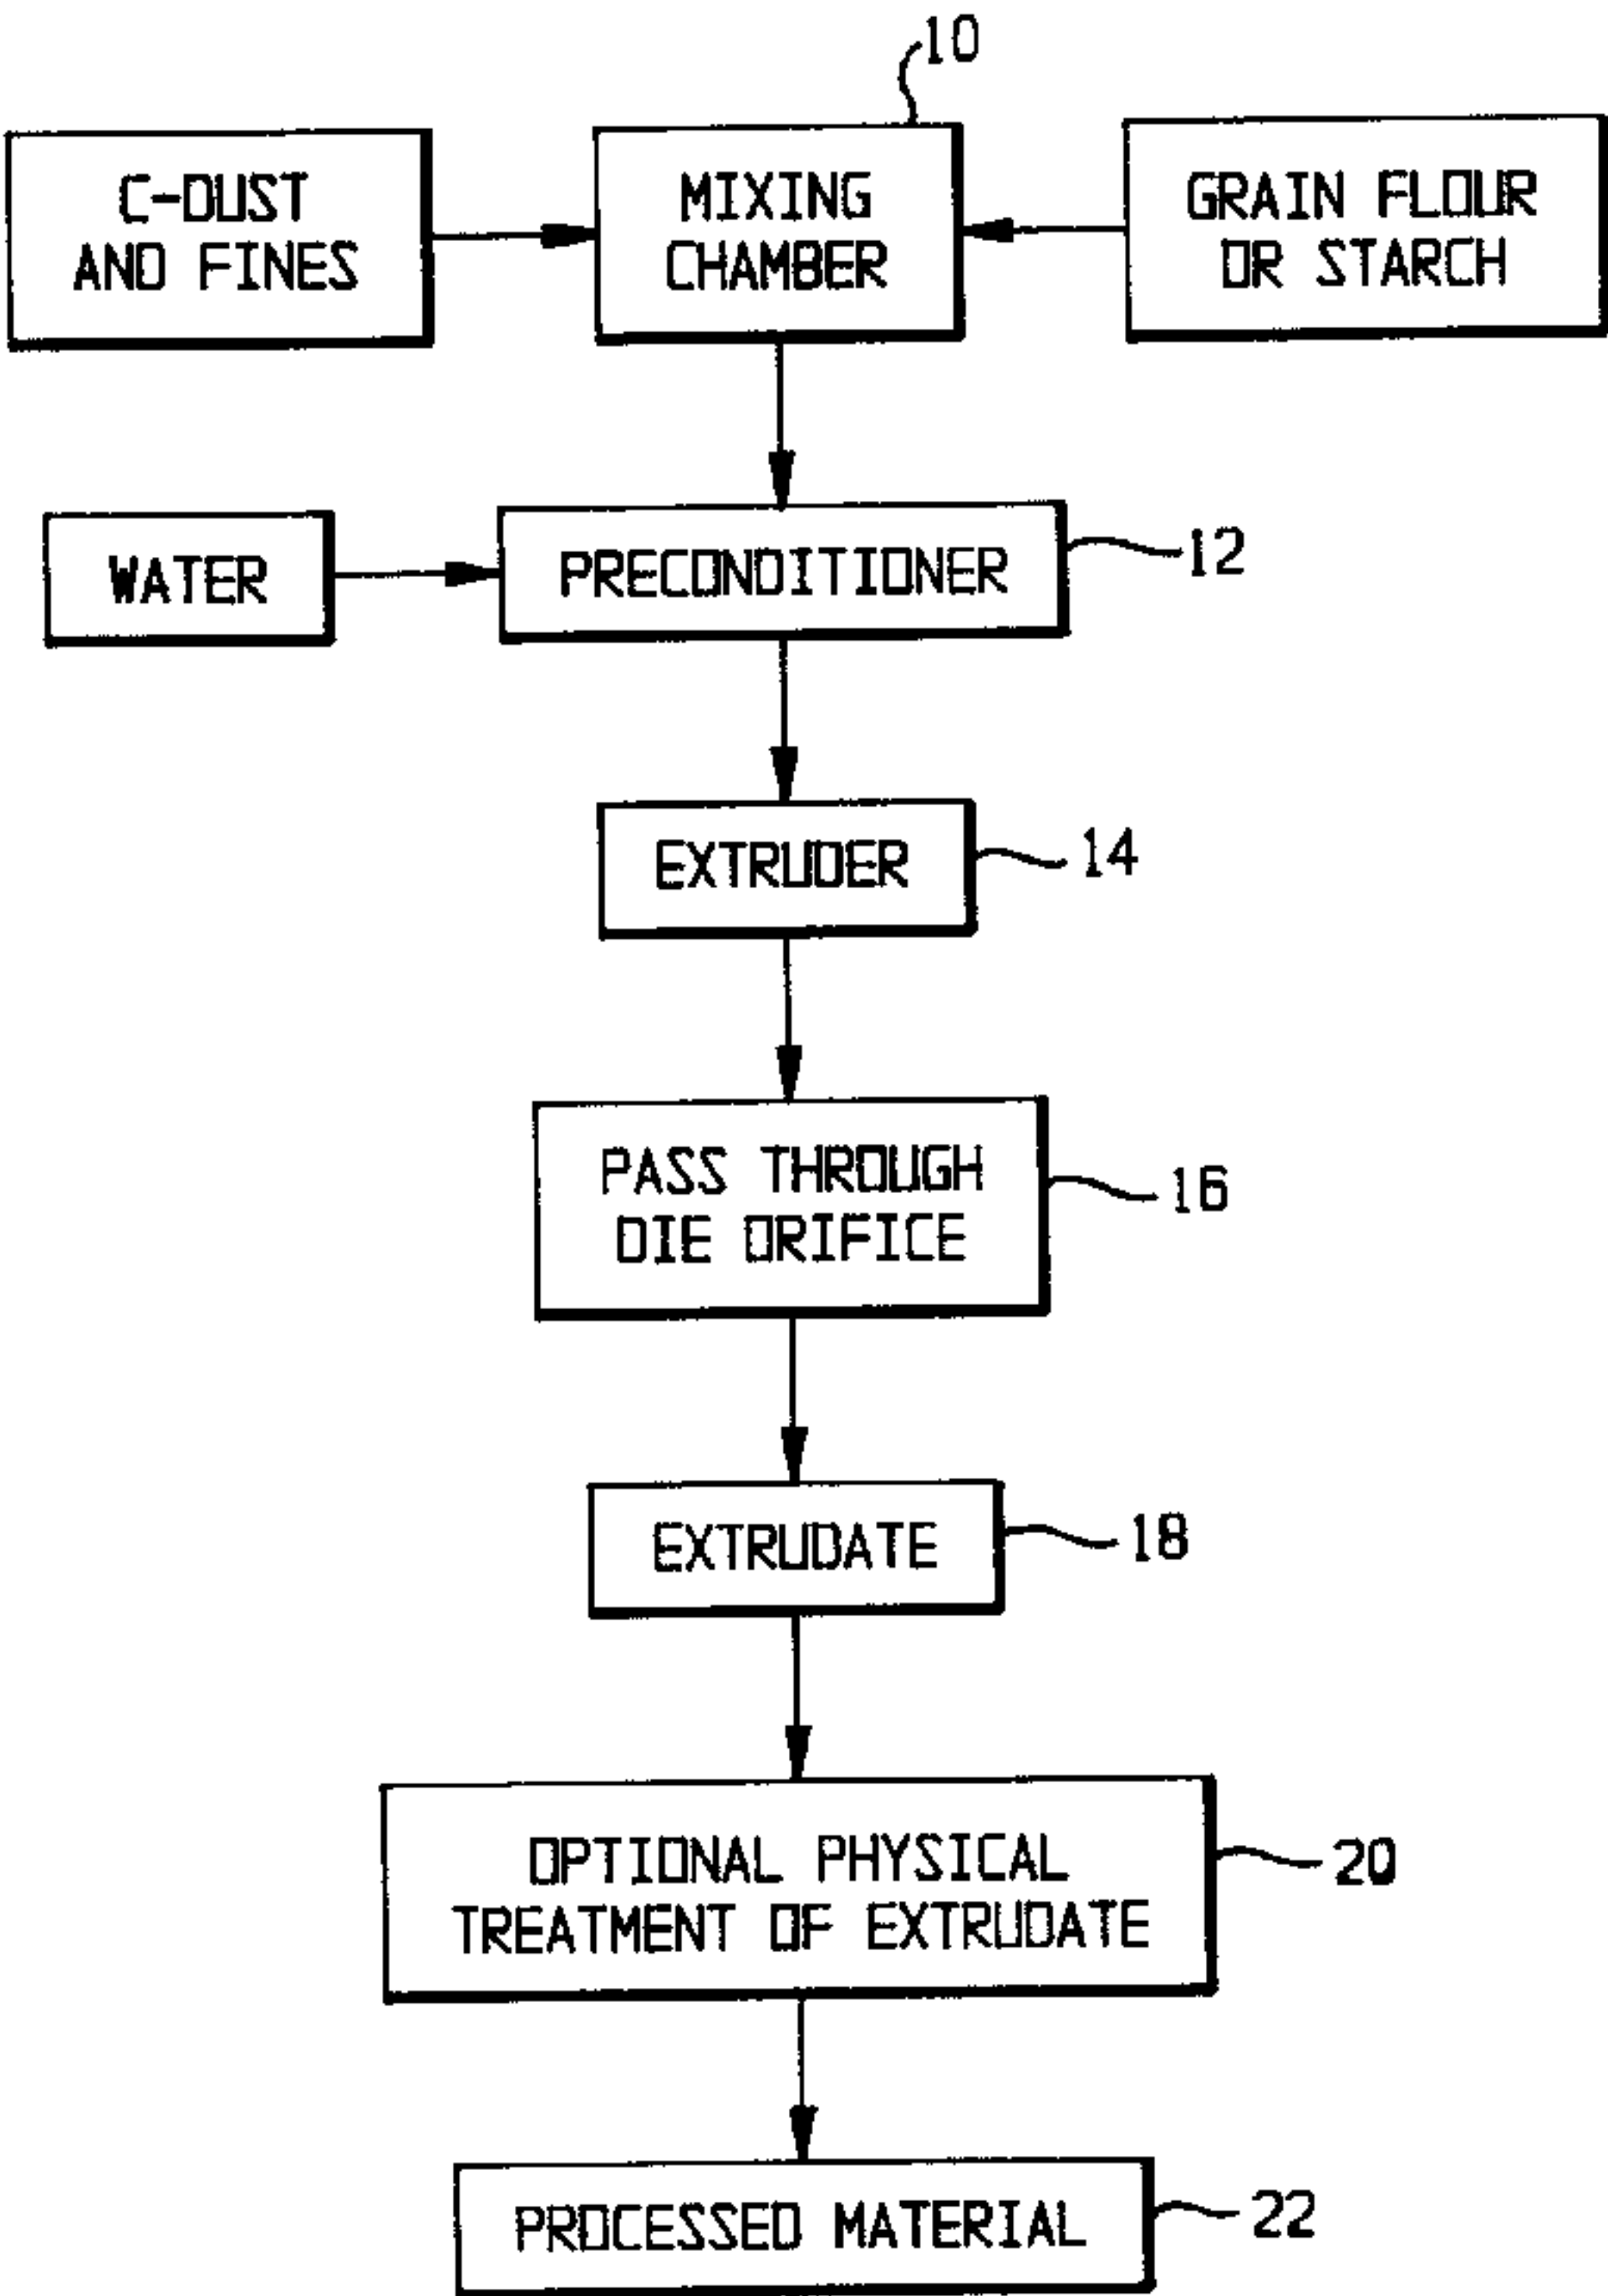 10
C-DUST
AND FINES
MIXING
CHAMBER
GRAIN FLOUR
OR STARCH
WATER
PRECONDITIONER
12
EXTRUDER
14
PASS THROUGH
DIE ORIFICE
16
EXTRUDATE
18
OPTIONAL PHYSICAL
TREATMENT OF EXTRUDATE
20
PROCESSED MATERIAL
22